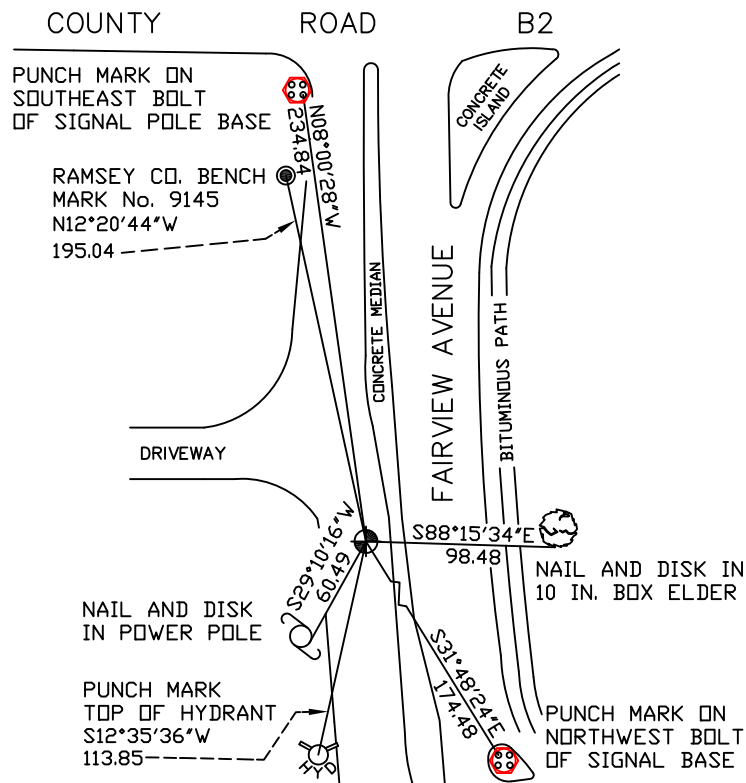 COUNTY ROAD B2
PUNCH MARK ON
SOUTHEAST BOLT
OF SIGNAL POLE BASE
N08°00'28"W
234.84
CONCRETE
ISLAND
RAMSEY CO. BENCH
MARK No. 9145
N12°20'44"W
195.04
CONCRETE MEDIAN
FAIRVIEW AVENUE
BITUMINOUS PATH
DRIVEWAY
S88°15'34"E
98.48
NAIL AND DISK IN
10 IN. BOX ELDER
S29°10'16"W
60.49
NAIL AND DISK
IN POWER POLE
S31°48'24"E
174.48
PUNCH MARK
TOP OF HYDRANT
S12°35'36"W
113.85
HYD
PUNCH MARK ON
NORTHWEST BOLT
OF SIGNAL BASE